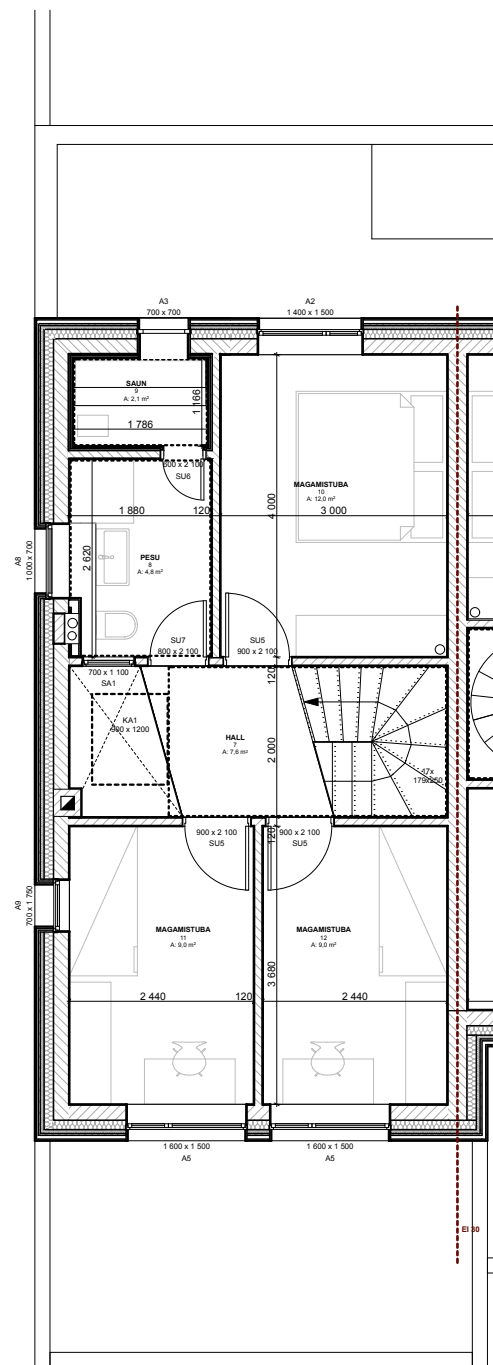 A3
700 x 700
A2
1 400 x 1 500
SAUN
9
A: 2,1 m²
1 166
1 786
600 x 2 100
SU6
MAGAMISTUBA
10
A: 12,0 m²
4 000
1 880
120
3 000
A8
1 000 x 700
2 620
PESU
8
A: 4,8 m²
SU7
800 x 2 100
SU5
900 x 2 100
700 x 1 100
SA1
120
KA1
900 x 1200
HALL
7
A: 7,6 m²
2 000
17x
179x250
120
900 x 2 100
SU5
900 x 2 100
SU5
A9
700 x 1 750
MAGAMISTUBA
11
A: 9,0 m²
MAGAMISTUBA
12
A: 9,0 m²
3 680
2 440
120
2 440
1 600 x 1 500
A5
1 600 x 1 500
A5
EI 30